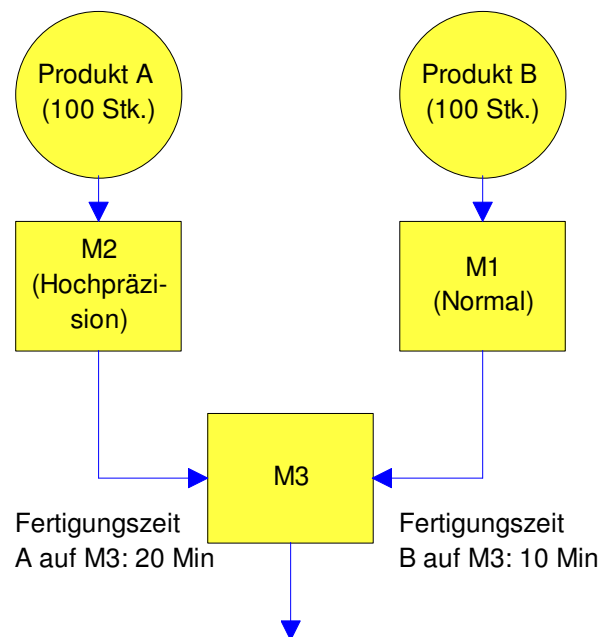 Produkt A
(100 Stk.)
Produkt B
(100 Stk.)
M2
(Hochpräzi-
sion)
M1
(Normal)
M3
Fertigungszeit
A auf M3: 20 Min
Fertigungszeit
B auf M3: 10 Min